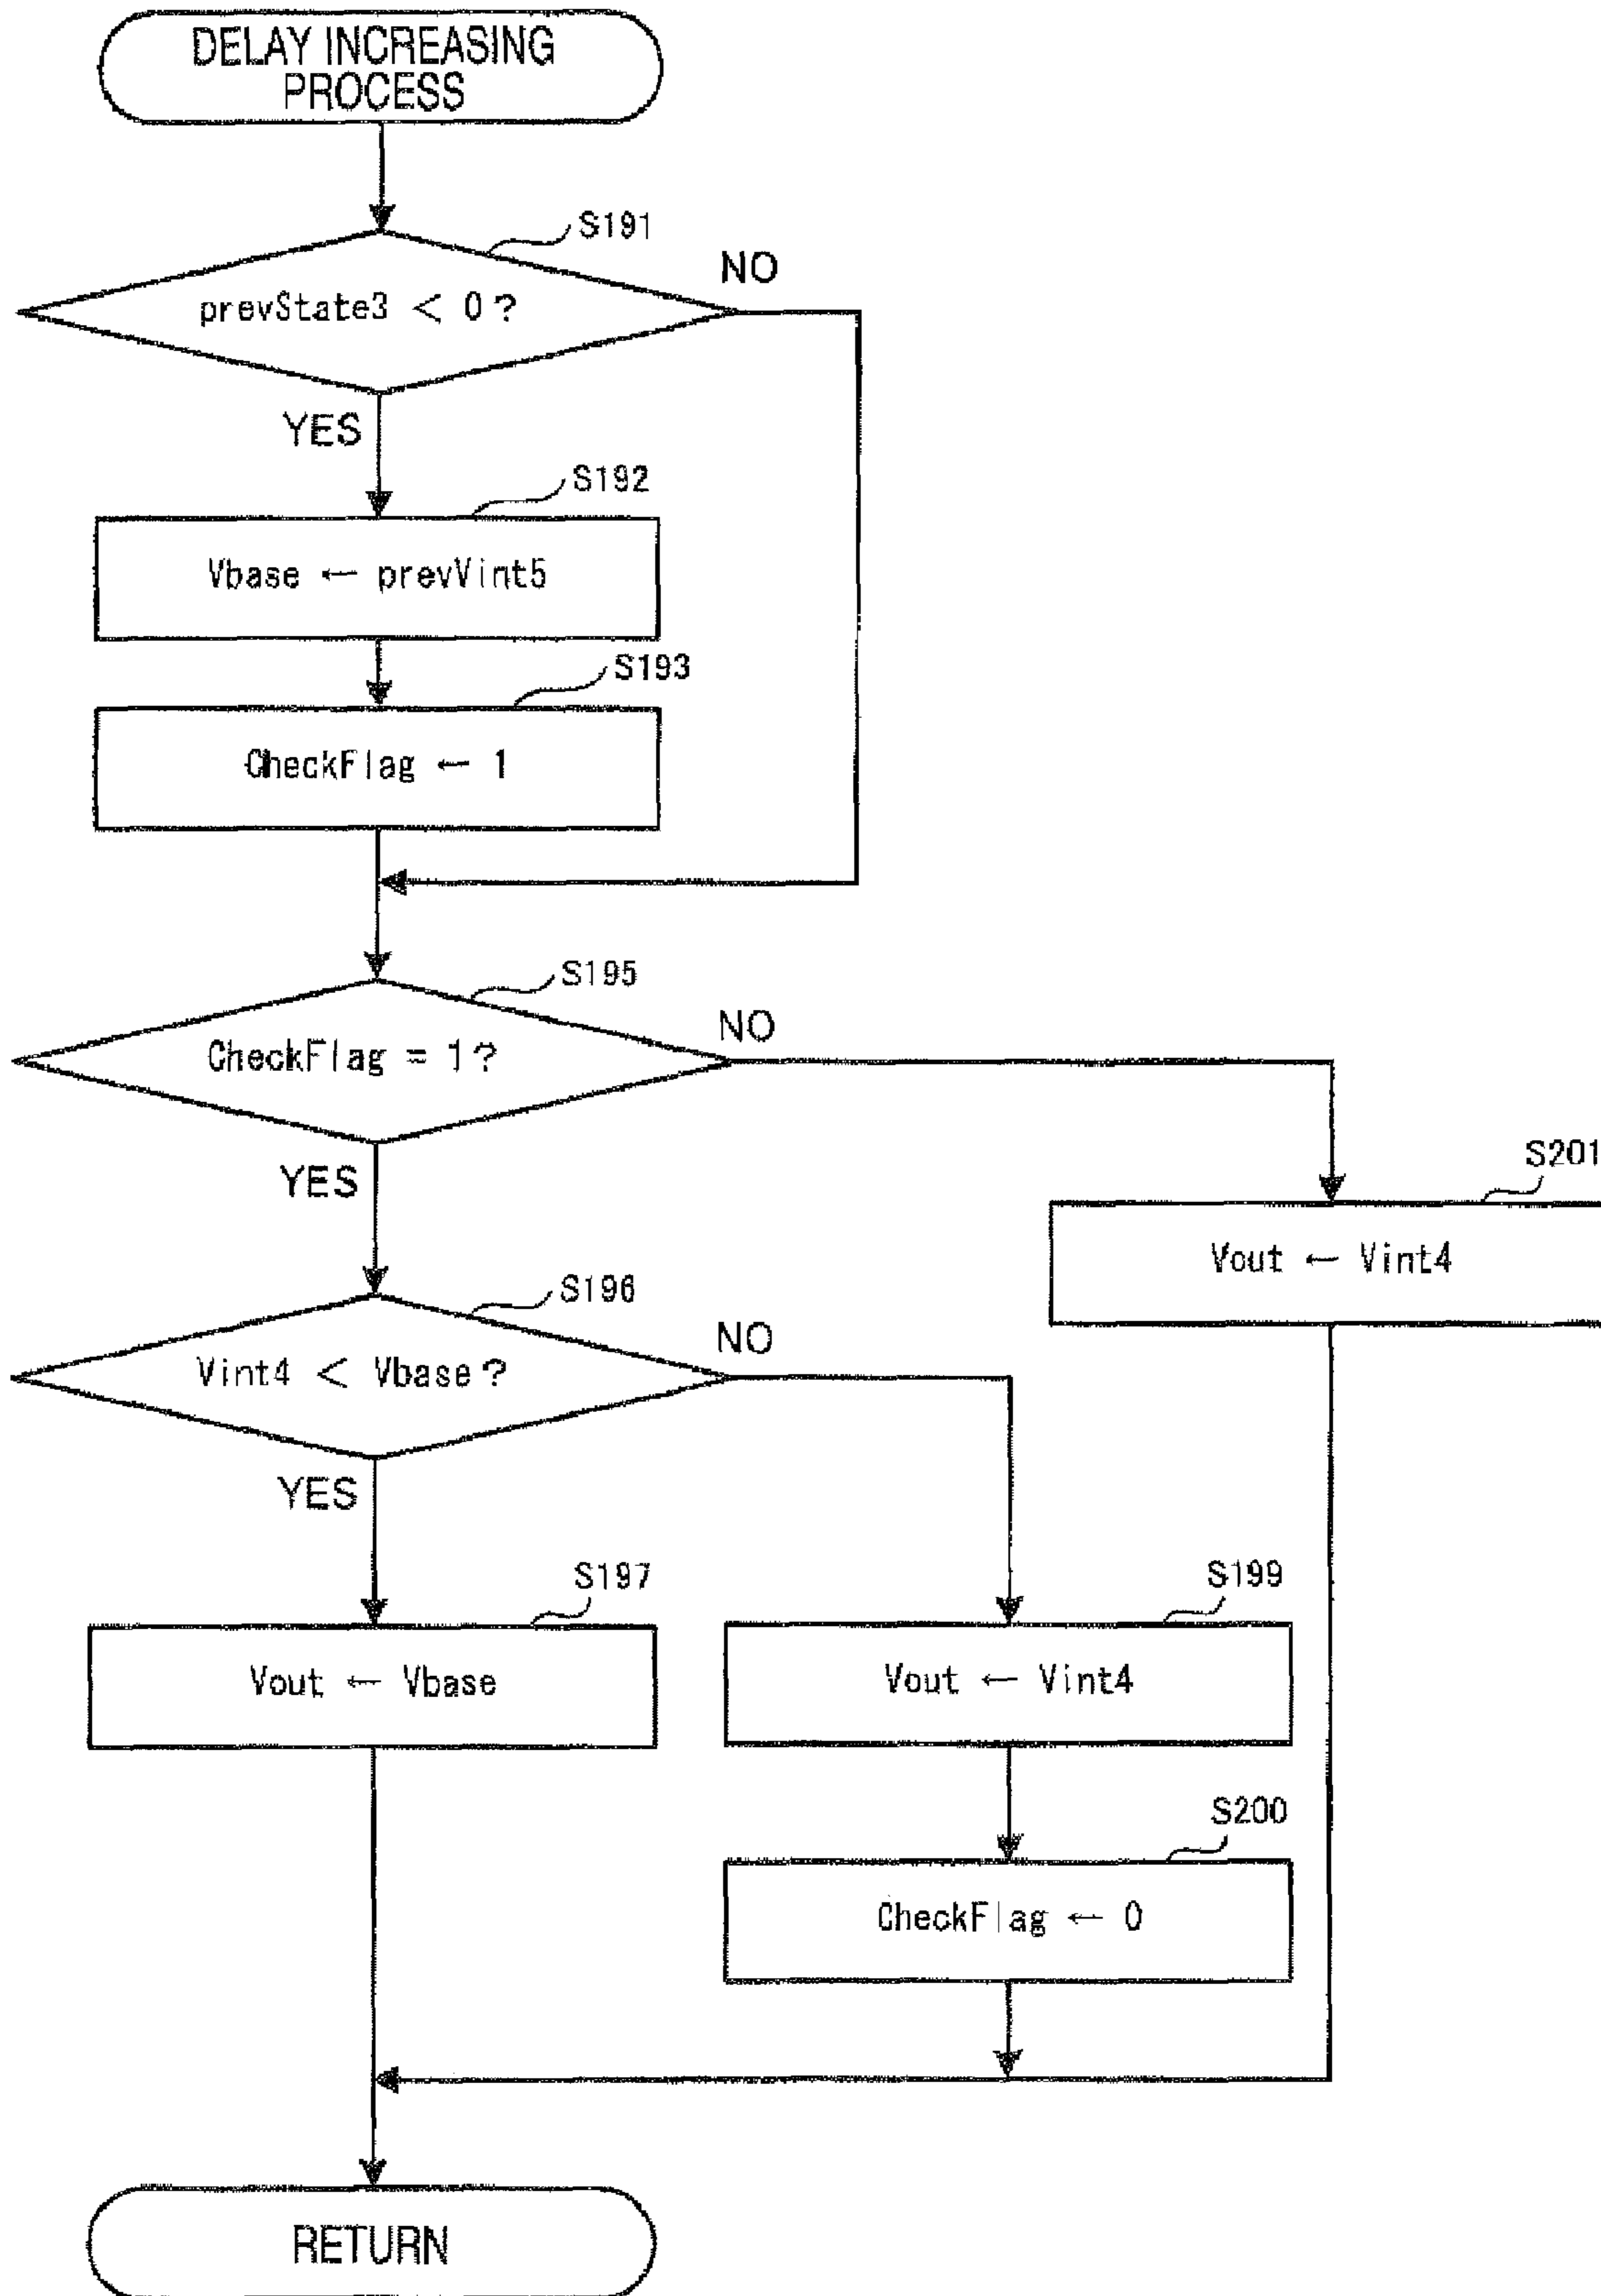 DELAY INCREASING
PROCESS
S191
NO
prevState3 < 0?
YES
S192
Vbase ← prevVint5
S193
CheckFlag ← 1
S195
NO
CheckFlag = 1?
YES
S201
Vout ← Vint4
S196
NO
Vint4 < Vbase?
YES
S197
Vout ← Vbase
S199
Vout ← Vint4
S200
CheckFlag ← 0
RETURN